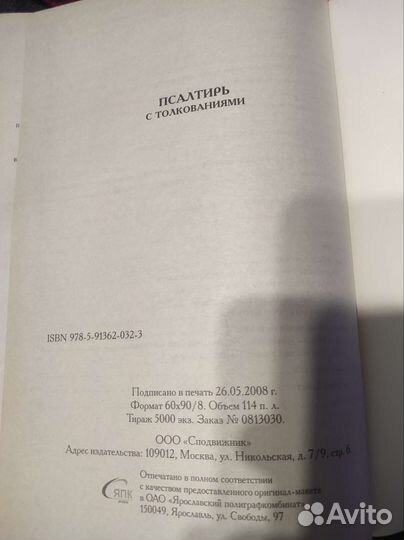 ПСАЛТИРЬ
С ТОЛКОВАНИЯМИ
п
в
ISBN 978-5-91362-032-3
Подписано в печать 26.05.2008 г.
Формат 60х90/8. Объем 114 п. л.
Тираж 5000 экз. Заказ № 0813030.
ООО «Сподвижник»
Адрес издательства: 109012, Москва, ул. Никольская, д. 7/9, стр. 6.
ЯПК
Отпечатано в полном соответствии
с качеством предоставленного оригинал-макета
в ОАО «Ярославский полиграфкомбинат»
150049, Ярославль, ул. Свободы, 97
Avito